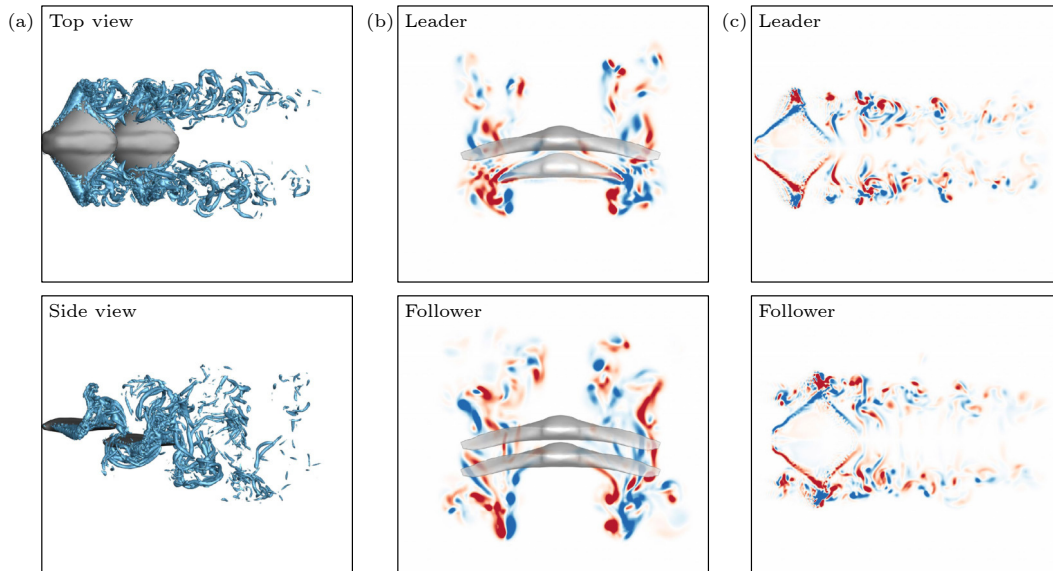 (a)
Top view
(b)
Leader
(c)
Leader
Side view
Follower
Follower